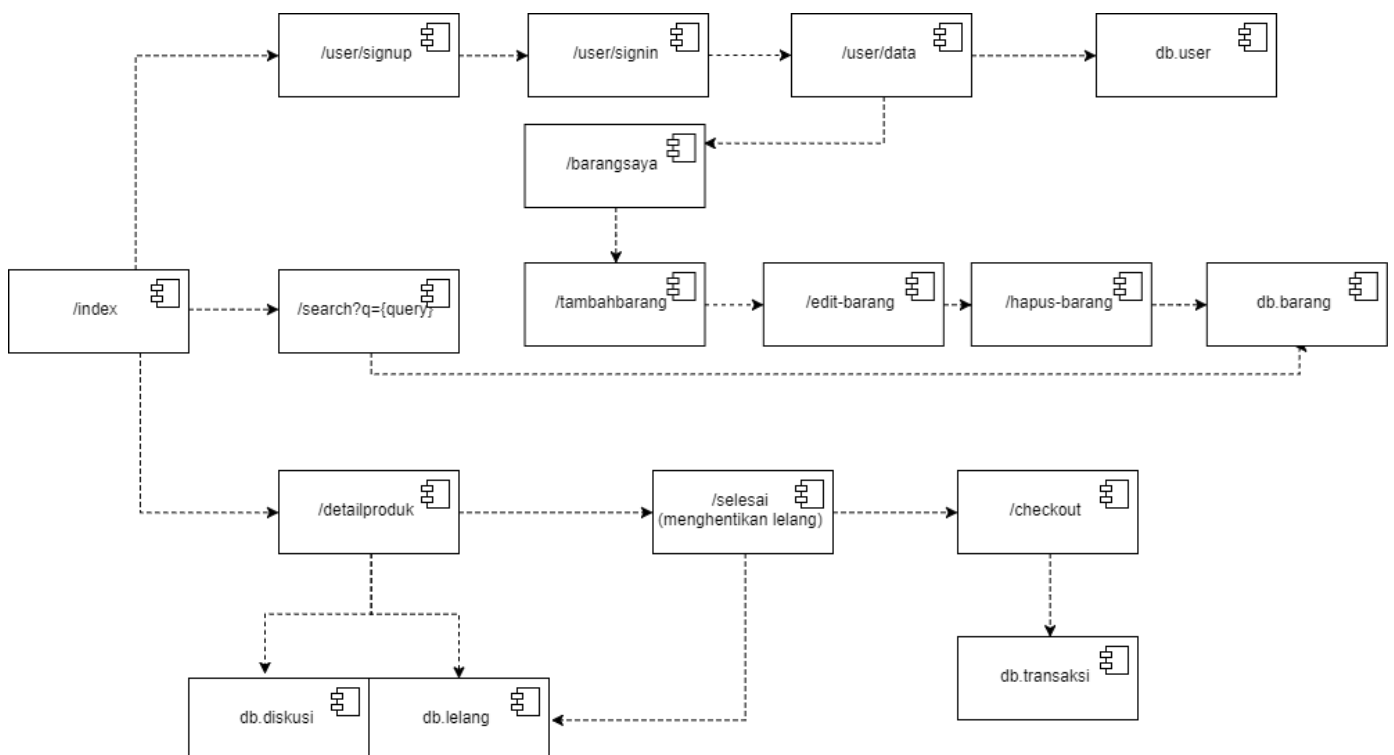 /user/signup
/user/signin
/user/data
db.user
/barangsaya
/index
/search?q={query}
/tambahbarang
/edit-barang
/hapus-barang
db.barang
/detailproduk
/selesai
(menghentikan lelang)
/checkout
db.diskusi
db.lelang
db.transaksi